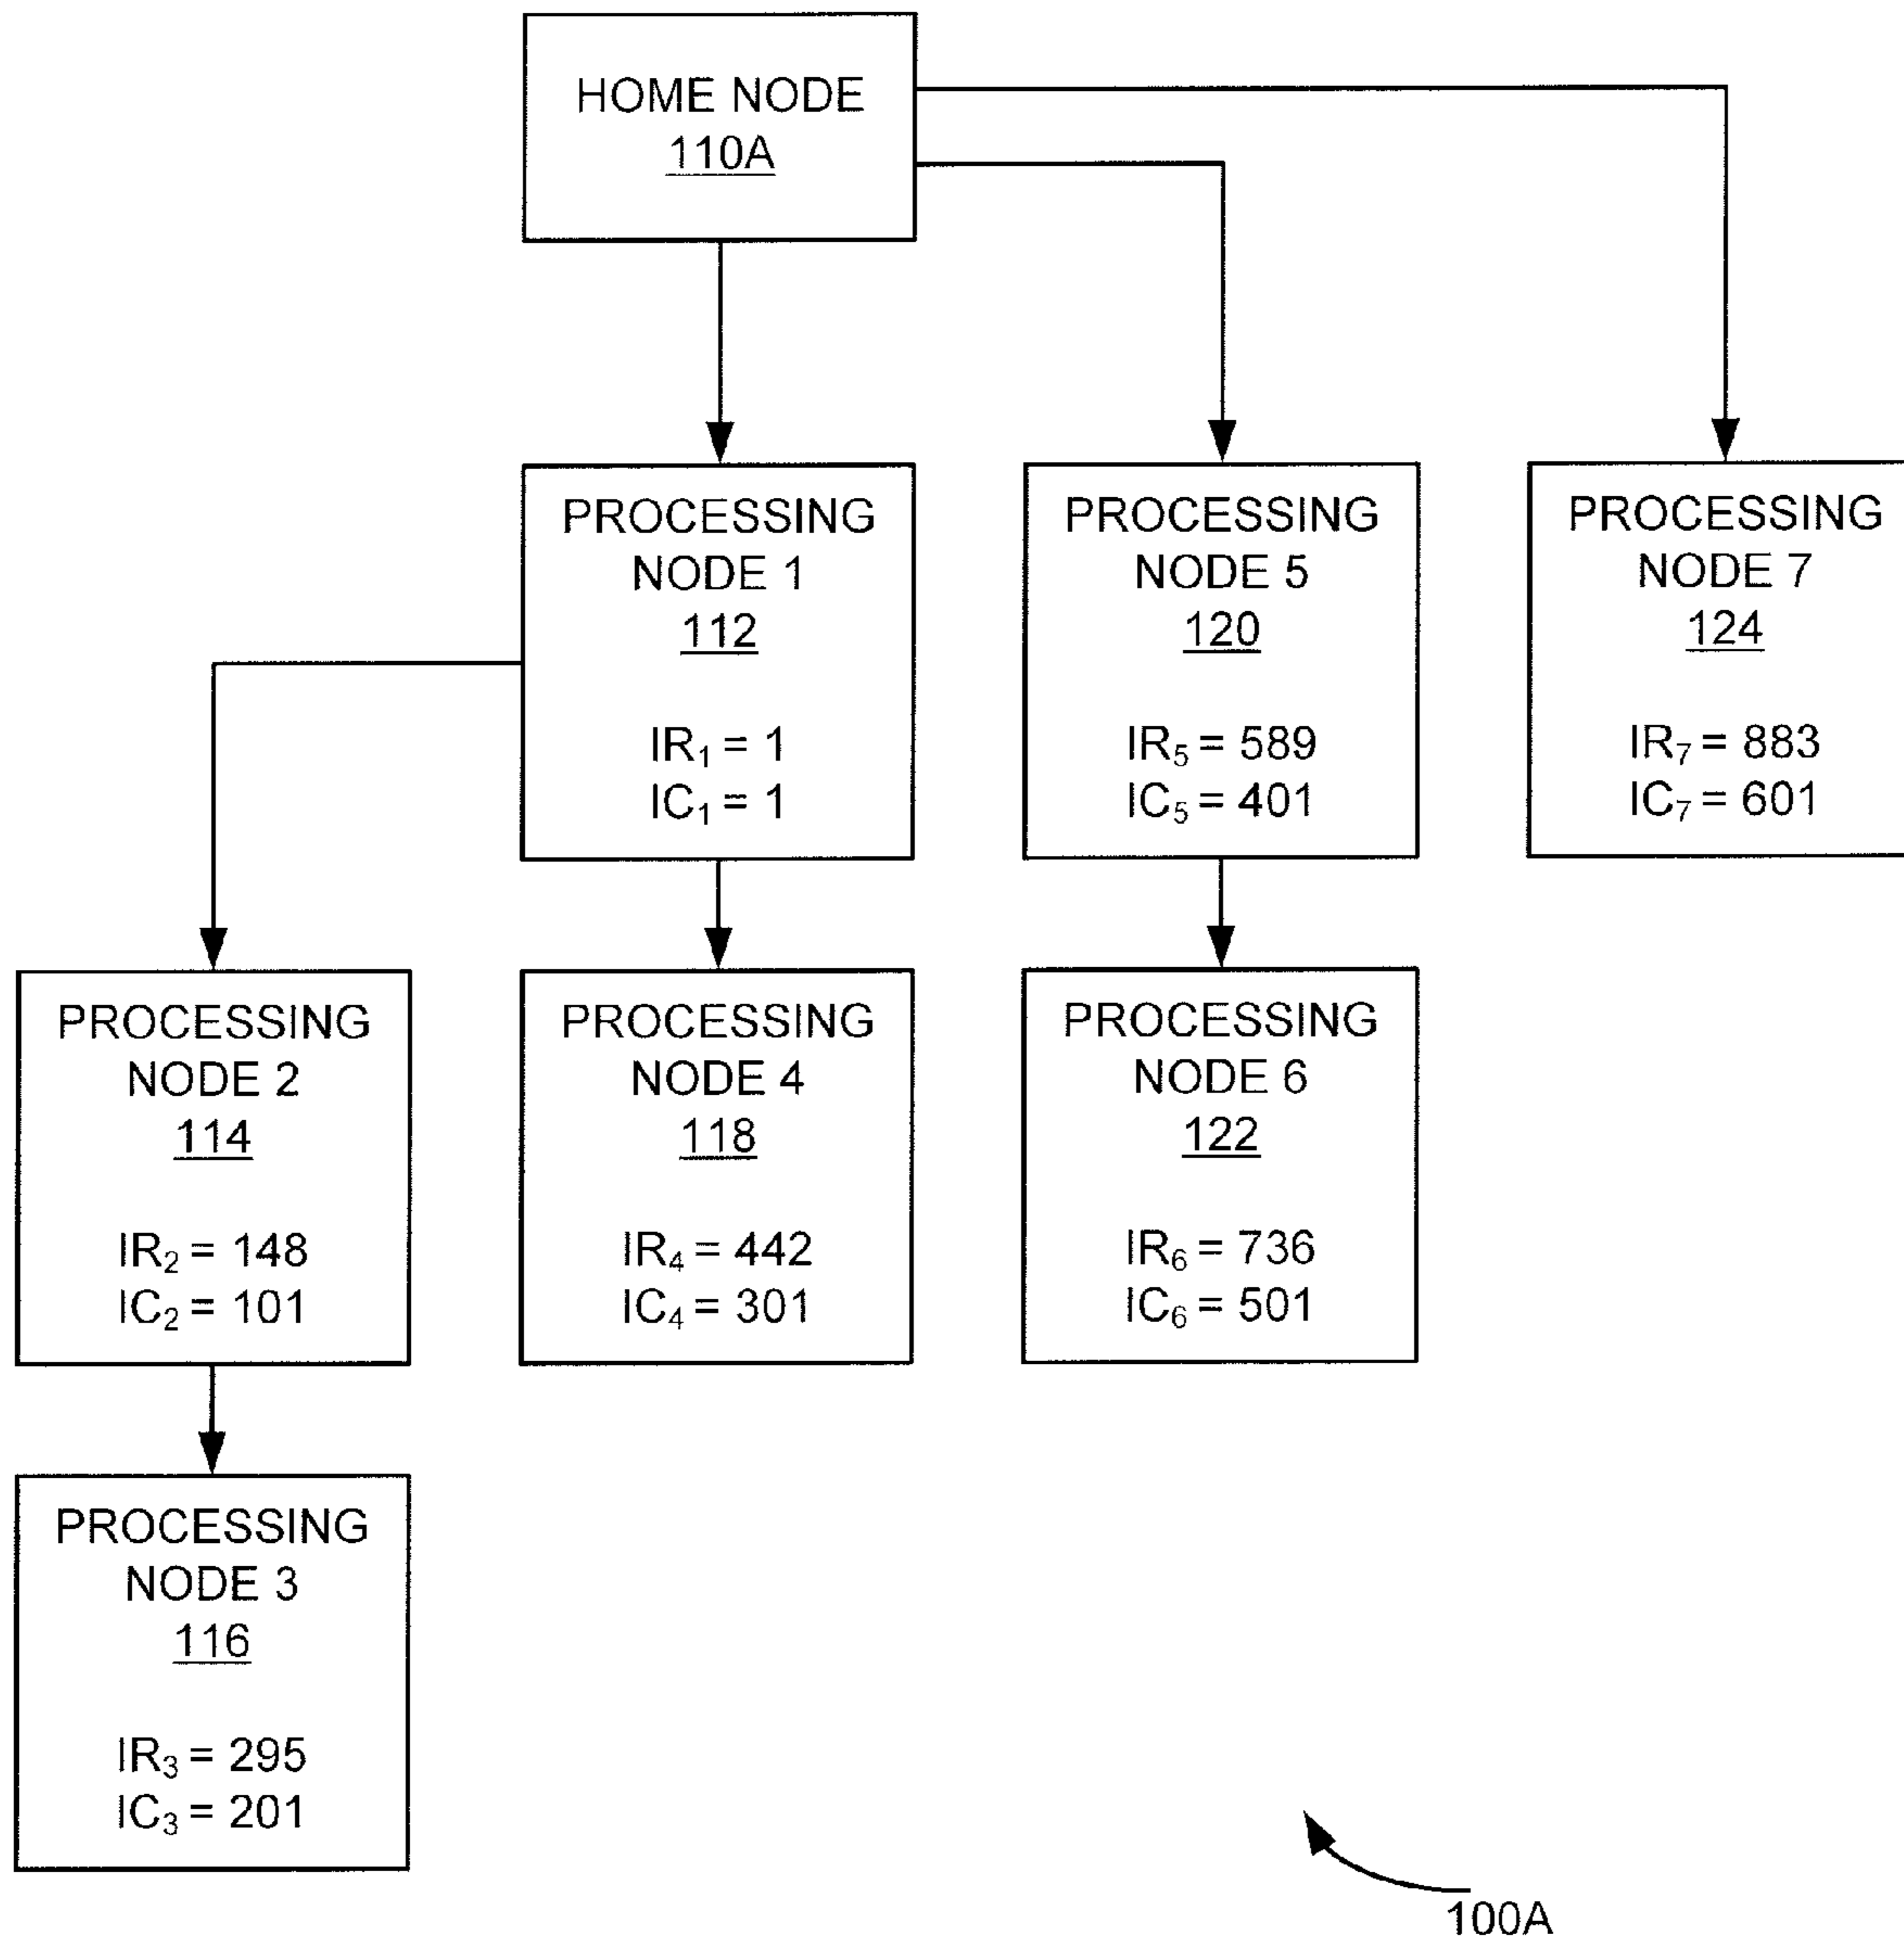 HOME NODE
110A
PROCESSING
NODE 1
112
IR₁ = 1
IC₁ = 1
PROCESSING
NODE 5
120
IR₅ = 589
IC₅ = 401
PROCESSING
NODE 7
124
IR₇ = 883
IC₇ = 601
PROCESSING
NODE 2
114
IR₂ = 148
IC₂ = 101
PROCESSING
NODE 4
118
IR₄ = 442
IC₄ = 301
PROCESSING
NODE 6
122
IR₆ = 736
IC₆ = 501
PROCESSING
NODE 3
116
IR₃ = 295
IC₃ = 201
100A